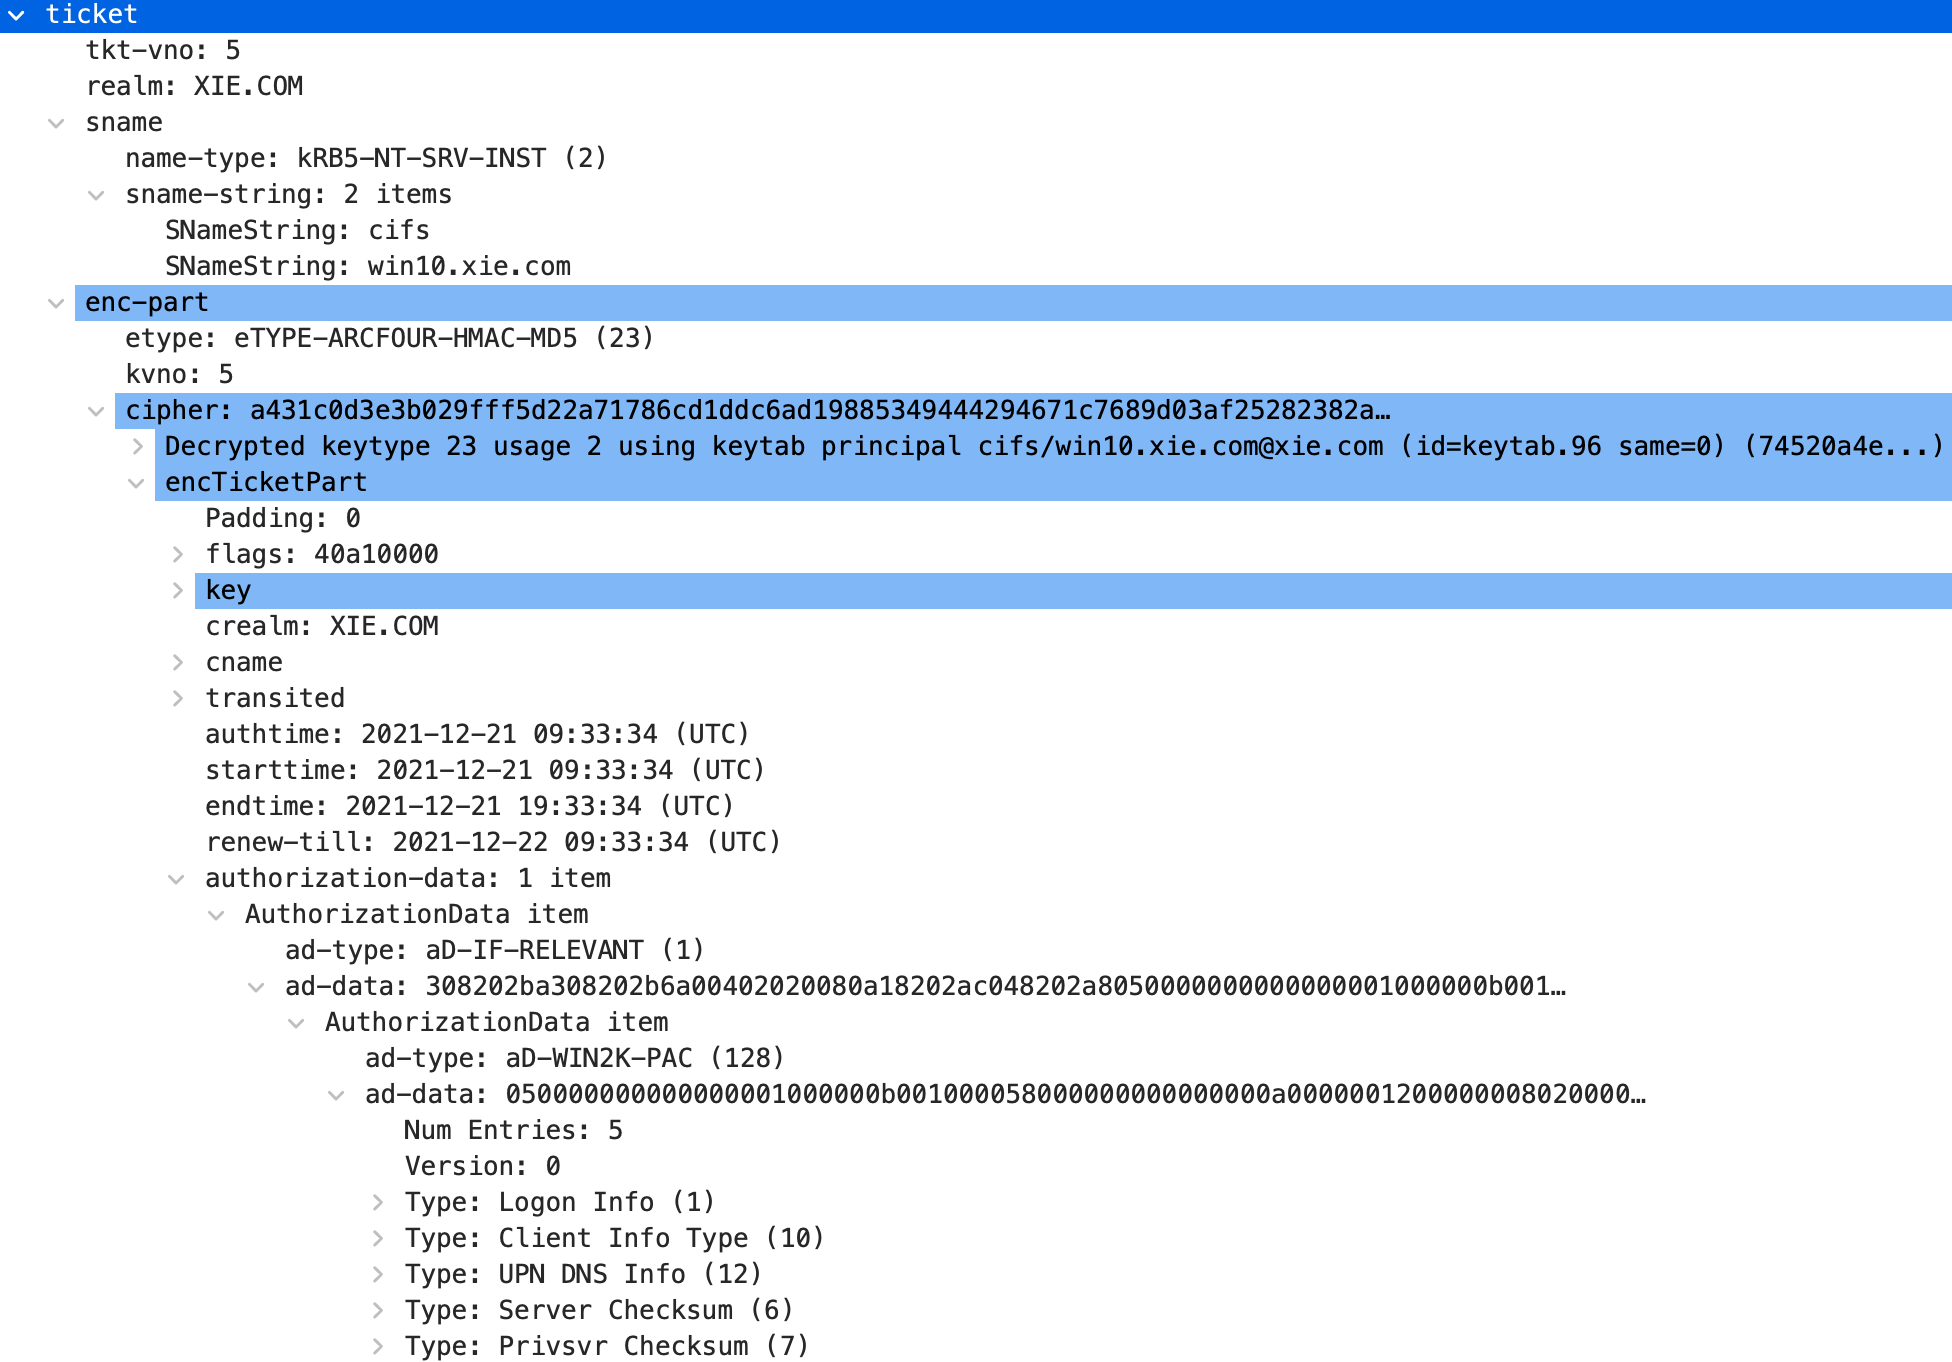 ticket
tkt-vno: 5
realm: XIE.COM
sname
name-type: kRB5-NT-SRV-INST (2)
sname-string: 2 items
SNameString: cifs
SNameString: win10.xie.com
enc-part
etype: eTYPE-ARCFOUR-HMAC-MD5 (23)
kvno: 5
cipher: a431c0d3e3b029fff5d22a71786cd1ddc6ad19885349444294671c7689d03af25282382a…
Decrypted keytype 23 usage 2 using keytab principal cifs/win10.xie.com@xie.com (id=keytab.96 same=0) (74520a4e...)
encTicketPart
Padding: 0
flags: 40a10000
key
crealm: XIE.COM
cname
transited
authtime: 2021-12-21 09:33:34 (UTC)
starttime: 2021-12-21 09:33:34 (UTC)
endtime: 2021-12-21 19:33:34 (UTC)
renew-till: 2021-12-22 09:33:34 (UTC)
authorization-data: 1 item
AuthorizationData item
ad-type: aD-IF-RELEVANT (1)
ad-data: 308202ba308202b6a00402020080a18202ac048202a8050000000000000001000000b001…
AuthorizationData item
ad-type: aD-WIN2K-PAC (128)
ad-data: 050000000000000001000000b001000058000000000000000a0000001200000008020000…
Num Entries: 5
Version: 0
Type: Logon Info (1)
Type: Client Info Type (10)
Type: UPN DNS Info (12)
Type: Server Checksum (6)
Type: Privsvr Checksum (7)